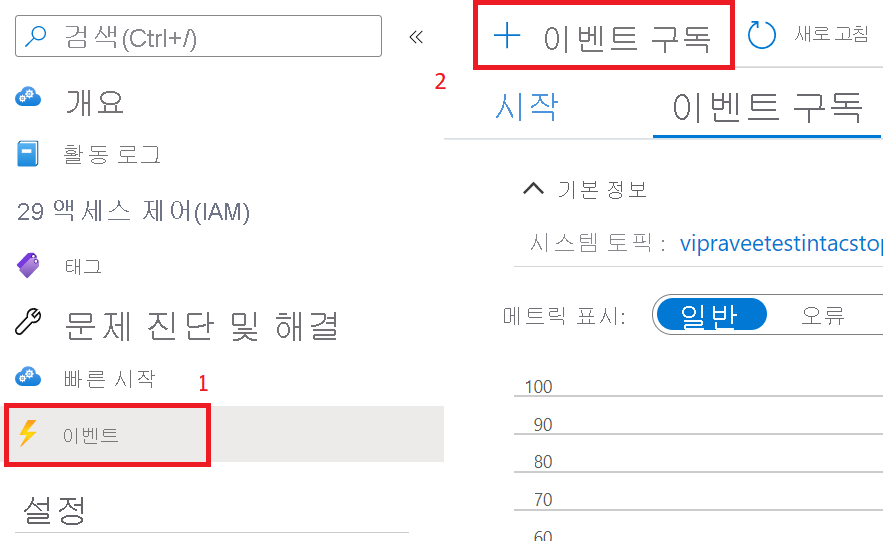 검색(Ctrl+/)
«
개요
활동 로그
29 액세스 제어(IAM)
태그
문제 진단 및 해결
빠른 시작
1
이벤트
설정
2
+ 이벤트 구독
새로 고침
시작
이벤트 구독
기본 정보
시스템 토픽 : vipraveetestintacstop
메트릭 표시:
일반
오류
100
90
80
70
60